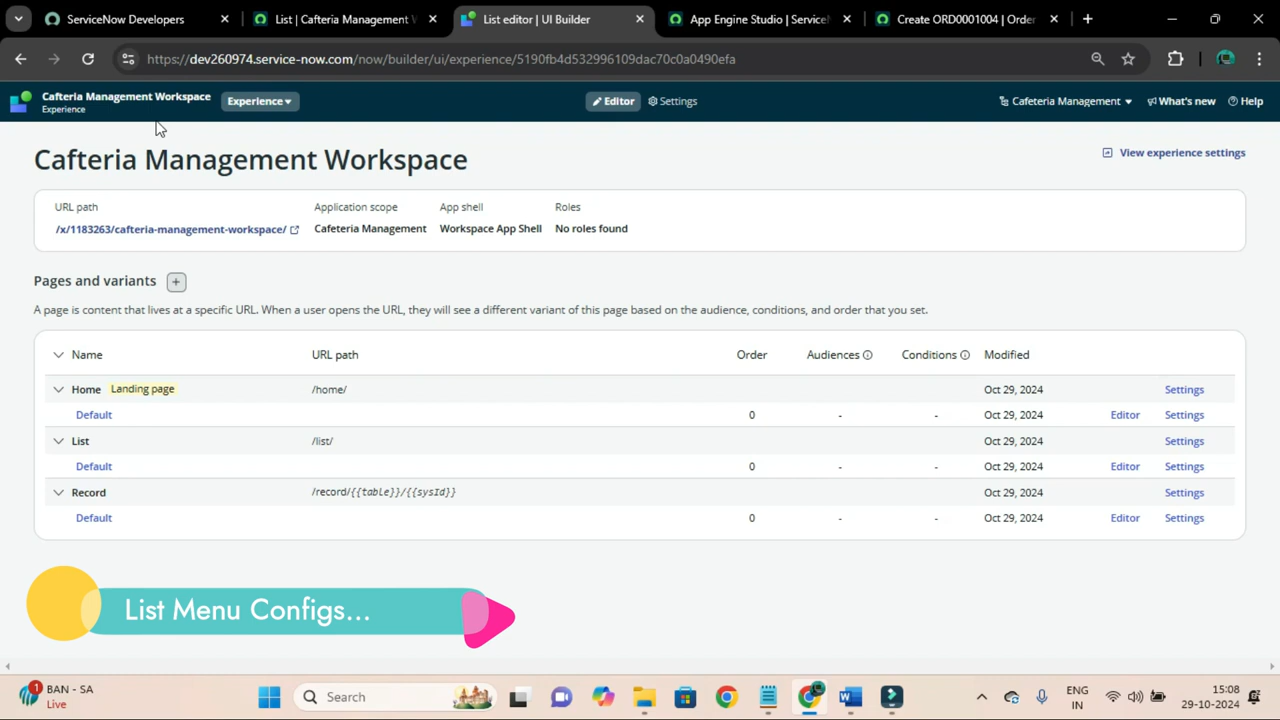 ServiceNow Developers
List | Cafteria Management W
List editor | UI Builder
App Engine Studio | Service
Create ORD0001004 | Order
https://dev260974.service-now.com/now/builder/ui/experience/5190fb4d532996109dac70c0a0490efa
Cafteria Management Workspace
Experience
Experience
Editor
Settings
Cafeteria Management
What's new
Help
Cafteria Management Workspace
View experience settings
URL path
Application scope
App shell
Roles
/x/1183263/cafteria-management-workspace/
Cafeteria Management
Workspace App Shell
No roles found
Pages and variants +
A page is content that lives at a specific URL. When a user opens the URL, they will see a different variant of this page based on the audience, conditions, and order that you set.
Name URL path Order Audiences Conditions Modified
Home Landing page /home/ Oct 29, 2024 Settings
Default 0 - - Oct 29, 2024 Editor Settings
List /list/ Oct 29, 2024 Settings
Default 0 - - Oct 29, 2024 Editor Settings
Record /record/{{table}}/{{sysId}} Oct 29, 2024 Settings
Default 0 - - Oct 29, 2024 Editor Settings
List Menu Configs...
1
BAN - SA
Live
Search
ENG
IN
15:08
29-10-2024